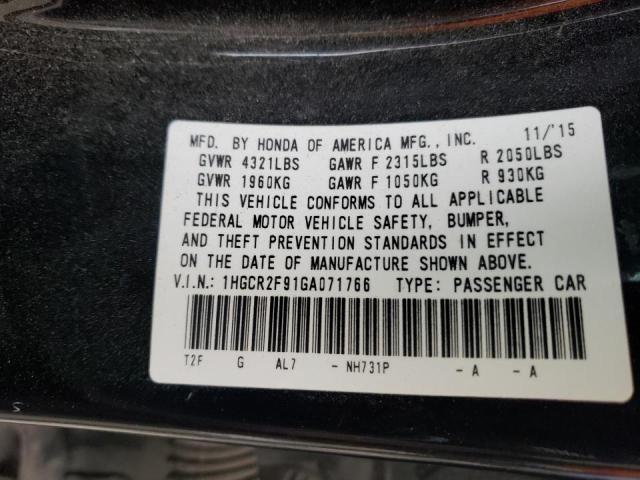 MFD. BY HONDA OF AMERICA MFG., INC. 11/'15
GVWR 4321LBS GAWR F 2315LBS R 2050LBS
GVWR 1960KG GAWR F 1050KG R 930KG
THIS VEHICLE CONFORMS TO ALL APPLICABLE
FEDERAL MOTOR VEHICLE SAFETY, BUMPER,
AND THEFT PREVENTION STANDARDS IN EFFECT
ON THE DATE OF MANUFACTURE SHOWN ABOVE.
V.I.N.: 1HGCR2F91GA071766 TYPE: PASSENGER CAR
T2F G AL7 - NH731P - A - A